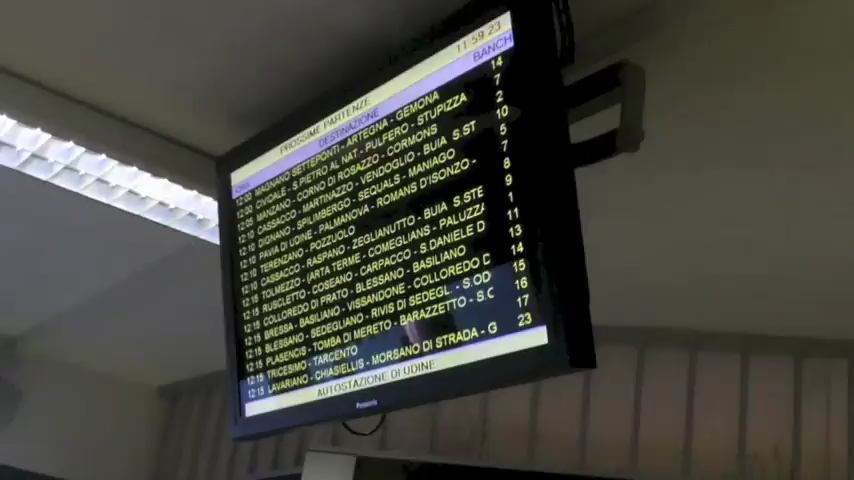 PROSSIME PARTENZE 11:59:23
ORA DESTINAZIONE BANCH
12:00 MAGNANO SETTEPONTI - ARTEGNA - GEMONA 14
12:00 CIVIDALE - S.PIETRO AL NAT. - PULFERO - STUPIZZA 7
12:05 MANZANO - CORNO DI ROSAZZO - CORMONS 2
12:10 CASSACCO - MARTINAZZO - VENDOGLIO - BUIA S.ST 10
12:10 DIGNANO - SPILIMBERGO - SEQUALS - MANIAGO 5
12:10 PAVIA DI UDINE - PALMANOVA - ROMANS D'ISONZO - 7
12:10 TERENZANO - POZZUOLO 8
12:10 CASSACCO - RASPANO - ZEGLIANUTTO - BUIA S.STE 9
12:15 TOLMEZZO - (ARTA TERME - COMEGLIANS - PALUZZA 1
12:15 RUSCLETTO - COSEANO - CARPACCO - S.DANIELE D 11
12:15 COLLOREDO DI PRATO - BLESSANO - BASILIANO 13
12:15 BRESSA - BASILIANO - VISSANDONE - COLLOREDO D 14
12:15 BLESSANO - SEDEGLIANO - RIVIS DI SEDEGL. - S.OD 15
12:15 PLASENCIS - TOMBA DI MERETO - BARAZZETTO - S.C 16
12:15 TRICESIMO - TARCENTO 17
12:15 LAVARIANO - CHIASIELLIS - MORSANO DI STRADA - G 23
AUTOSTAZIONE DI UDINE
Panasonic